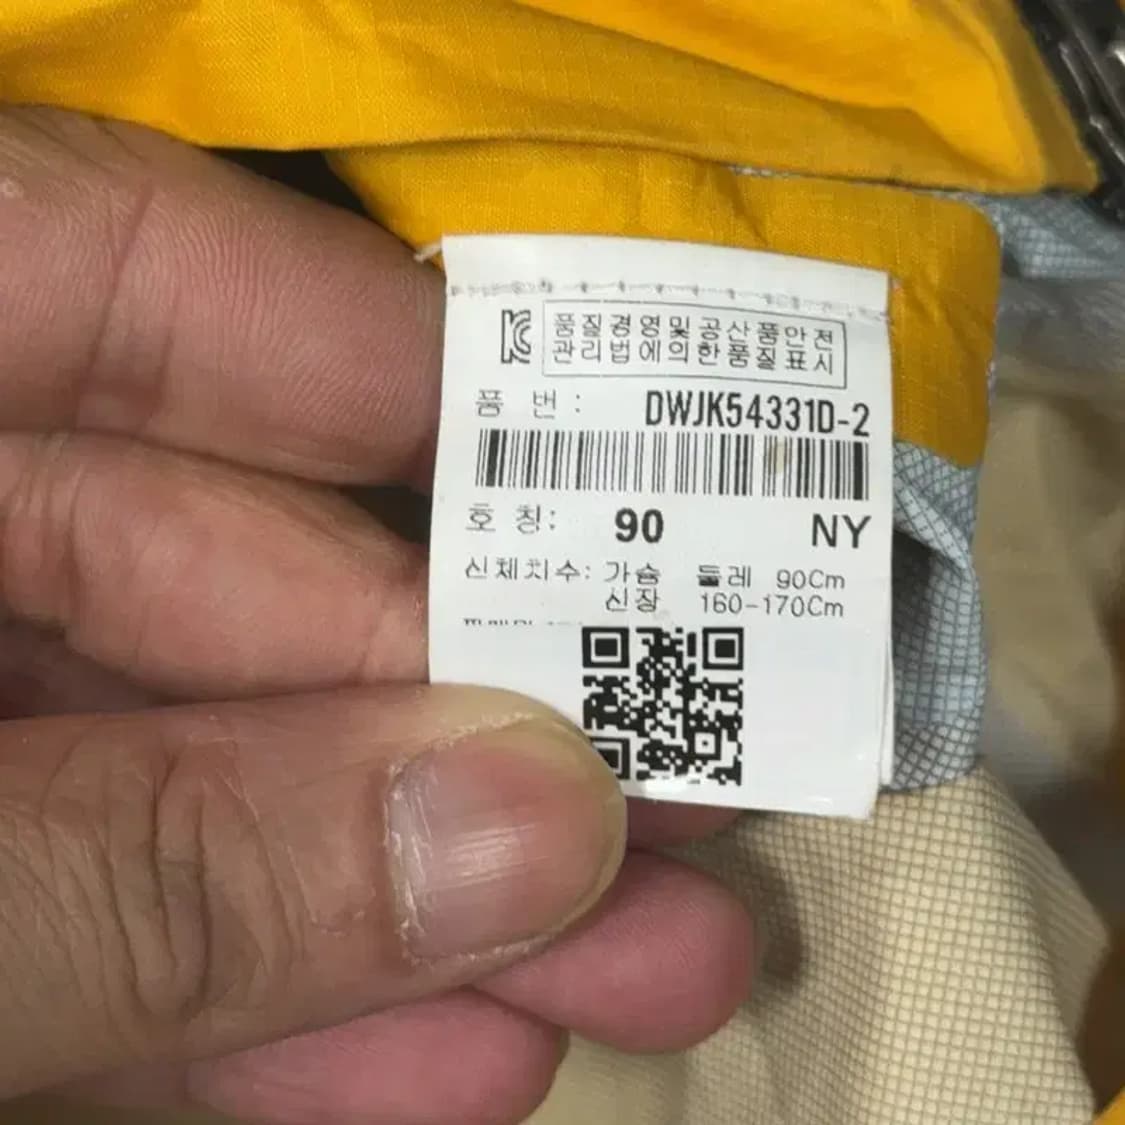 품질경영및공산품안전
관리법에의한품질표시
품 번 : DWJK54331D-2
호 칭: 90 NY
신체치수: 가슴 둘레 90Cm
신장 160-170Cm